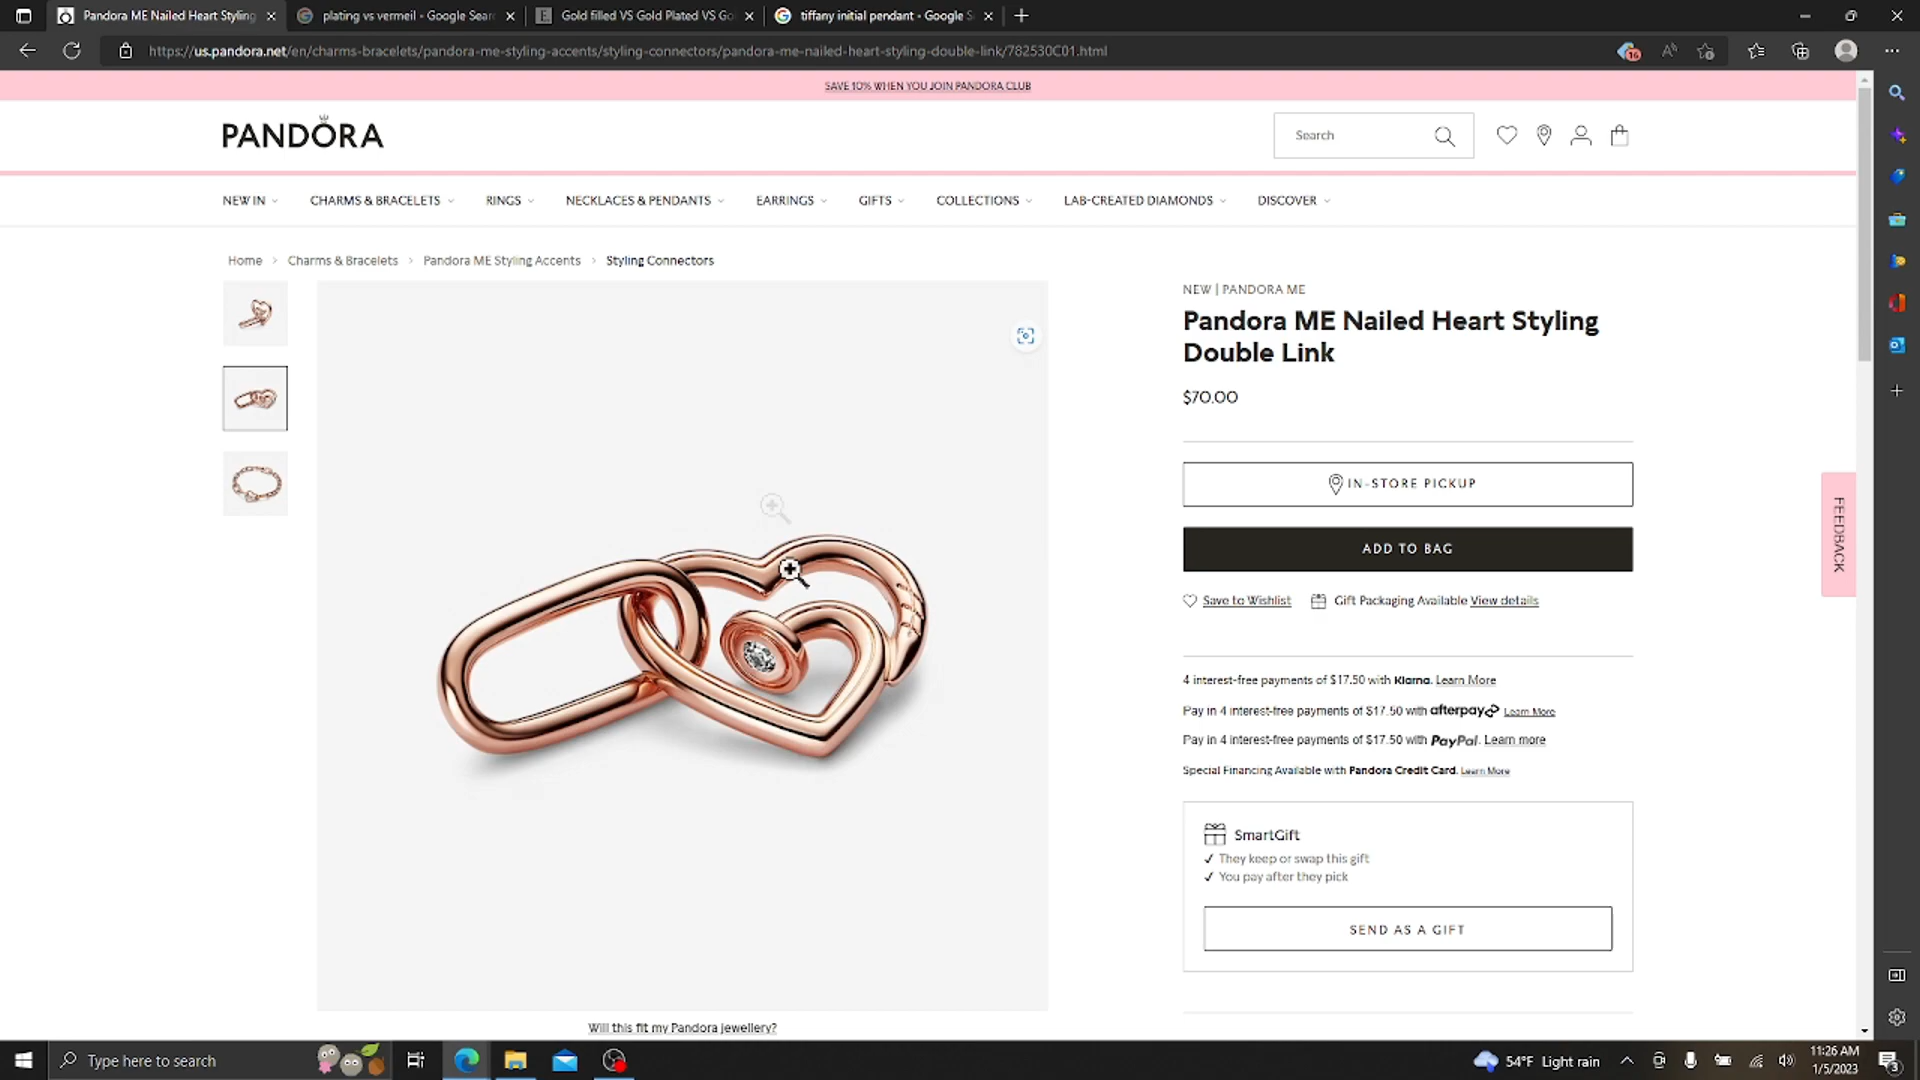 Pandora ME Nailed Heart Styling
plating vs vermeil - Google Sear
Gold filled VS Gold Plated VS Go
tiffany initial pendant - Google S
https://us.pandora.net/en/charms-bracelets/pandora-me-styling-accents/styling-connectors/pandora-me-nailed-heart-styling-double-link/782530C01.html
16
SAVE 10% WHEN YOU JOIN PANDORA CLUB
PANDORA
Search
NEW IN
CHARMS & BRACELETS
RINGS
NECKLACES & PENDANTS
EARRINGS
GIFTS
COLLECTIONS
LAB-CREATED DIAMONDS
DISCOVER
Home > Charms & Bracelets > Pandora ME Styling Accents > Styling Connectors
NEW | PANDORA ME
Pandora ME Nailed Heart Styling
Double Link
$70.00
IN-STORE PICKUP
ADD TO BAG
Save to Wishlist
Gift Packaging Available View details
FEEDBACK
4 interest-free payments of $17.50 with Klarna. Learn More
Pay in 4 interest-free payments of $17.50 with afterpay Learn More
Pay in 4 interest-free payments of $17.50 with PayPal. Learn more
Special Financing Available with Pandora Credit Card. Learn More
SmartGift
✓ They keep or swap this gift
✓ You pay after they pick
SEND AS A GIFT
Will this fit my Pandora jewellery?
Type here to search
54°F Light rain
11:26 AM
1/5/2023
3